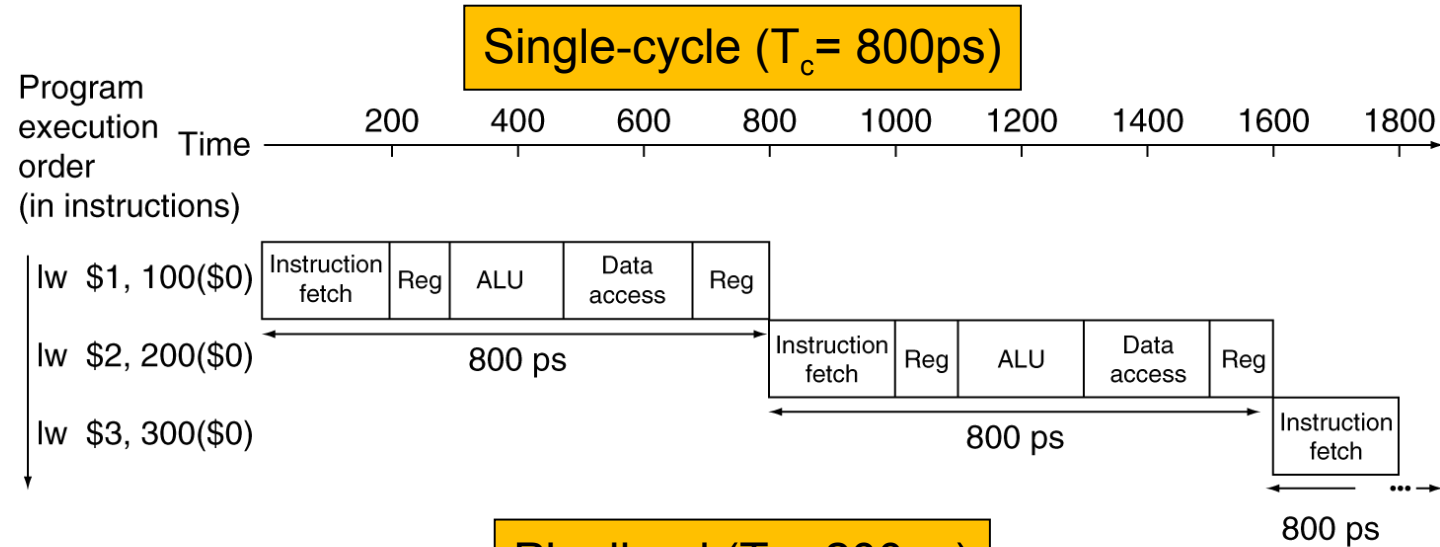 Single-cycle (Tc= 800ps)
Program
execution
order
(in instructions)
Time
200 400 600 800 1000 1200 1400 1600 1800
lw $1, 100($0)
Instruction
fetch
Reg
ALU
Data
access
Reg
800 ps
lw $2, 200($0)
Instruction
fetch
Reg
ALU
Data
access
Reg
800 ps
lw $3, 300($0)
Instruction
fetch
...
800 ps